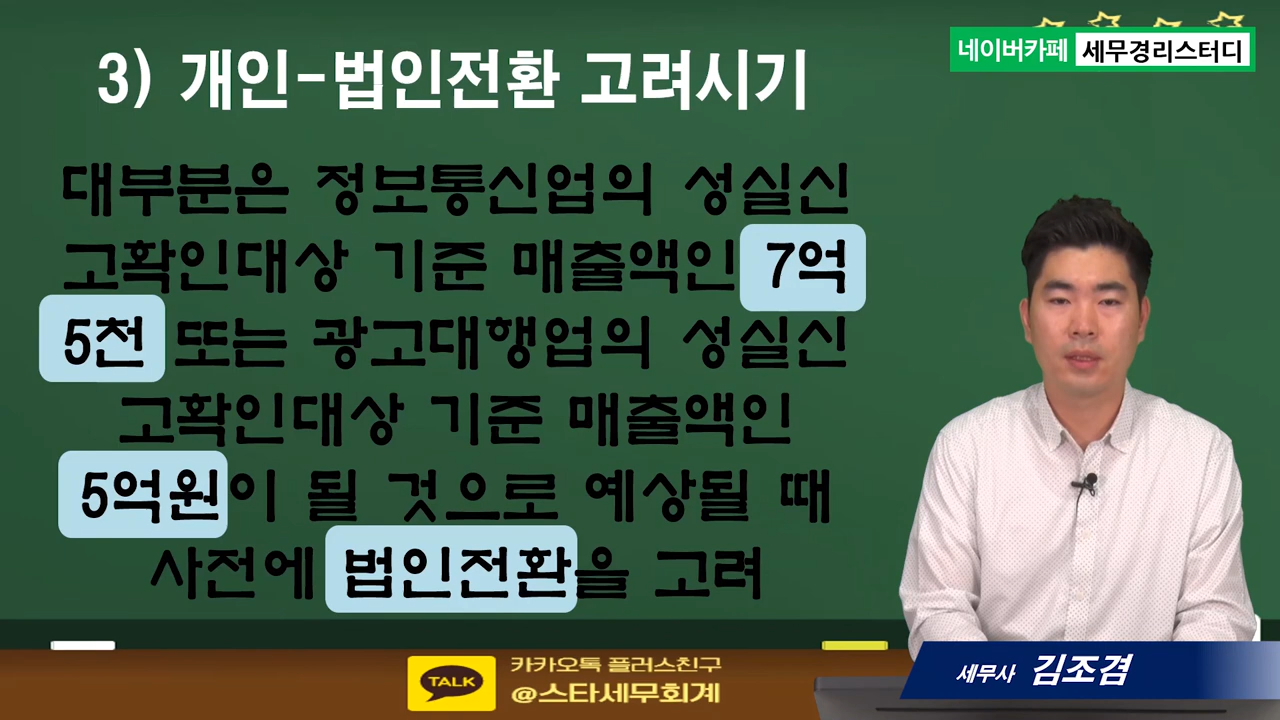 네이버카페 세무경리스터디
3) 개인-법인전환 고려시기
대부분은 정보통신업의 성실신
고확인대상 기준 매출액인 7억
5천 또는 광고대행업의 성실신
고확인대상 기준 매출액인
5억원이 될 것으로 예상될 때
사전에 법인전환을 고려
세무사 김조겸
TALK
카카오톡 플러스친구
@스타세무회계